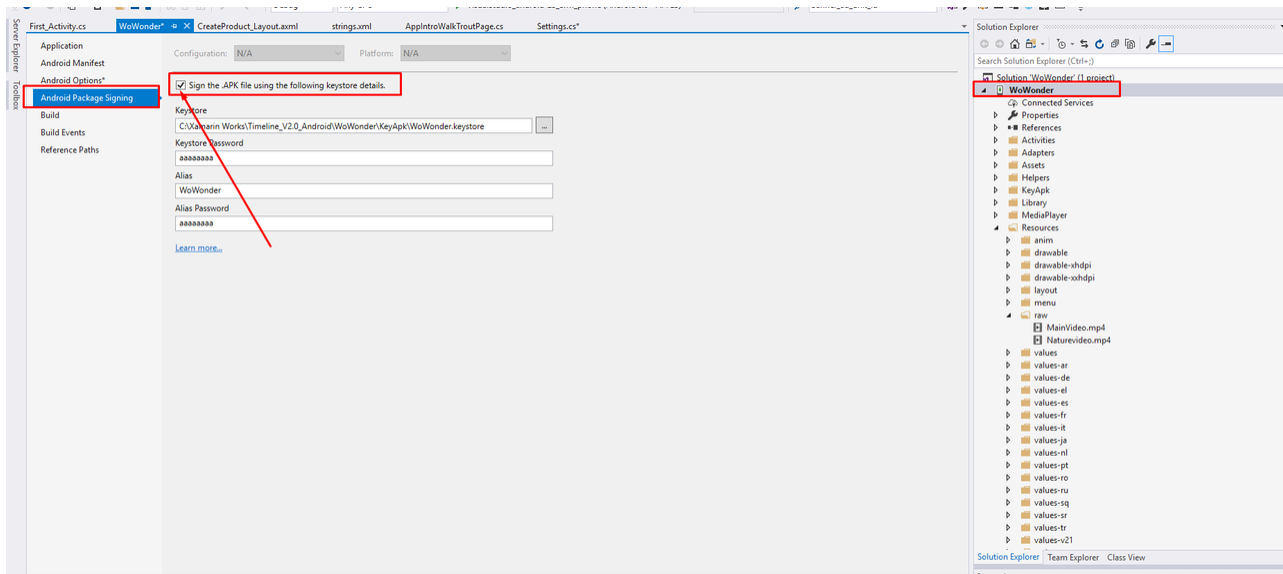 First_Activity.cs WoWonder* CreateProduct_Layout.axml strings.xml AppIntroWalkTroutPage.cs Settings.cs*
Server Explorer
Toolbox
Application
Android Manifest
Android Options*
Android Package Signing
Build
Build Events
Reference Paths
Configuration: N/A Platform: N/A
Sign the .APK file using the following keystore details.
Keystore
C:\Xamarin Works\Timeline_V2.0_Android\WoWonder\KeyApk\WoWonder.keystore ...
Keystore Password
aaaaaaaa
Alias
WoWonder
Alias Password
aaaaaaaa
Learn more...
Solution Explorer
Search Solution Explorer (Ctrl+;)
Solution 'WoWonder' (1 project)
WoWonder
Connected Services
Properties
References
Activities
Adapters
Assets
Helpers
KeyApk
Library
MediaPlayer
Resources
anim
drawable
drawable-xhdpi
drawable-xxhdpi
layout
menu
raw
MainVideo.mp4
Naturevideo.mp4
values
values-ar
values-de
values-el
values-es
values-fr
values-it
values-ja
values-nl
values-pt
values-ro
values-ru
values-sq
values-sr
values-tr
values-v21
Solution Explorer Team Explorer Class View